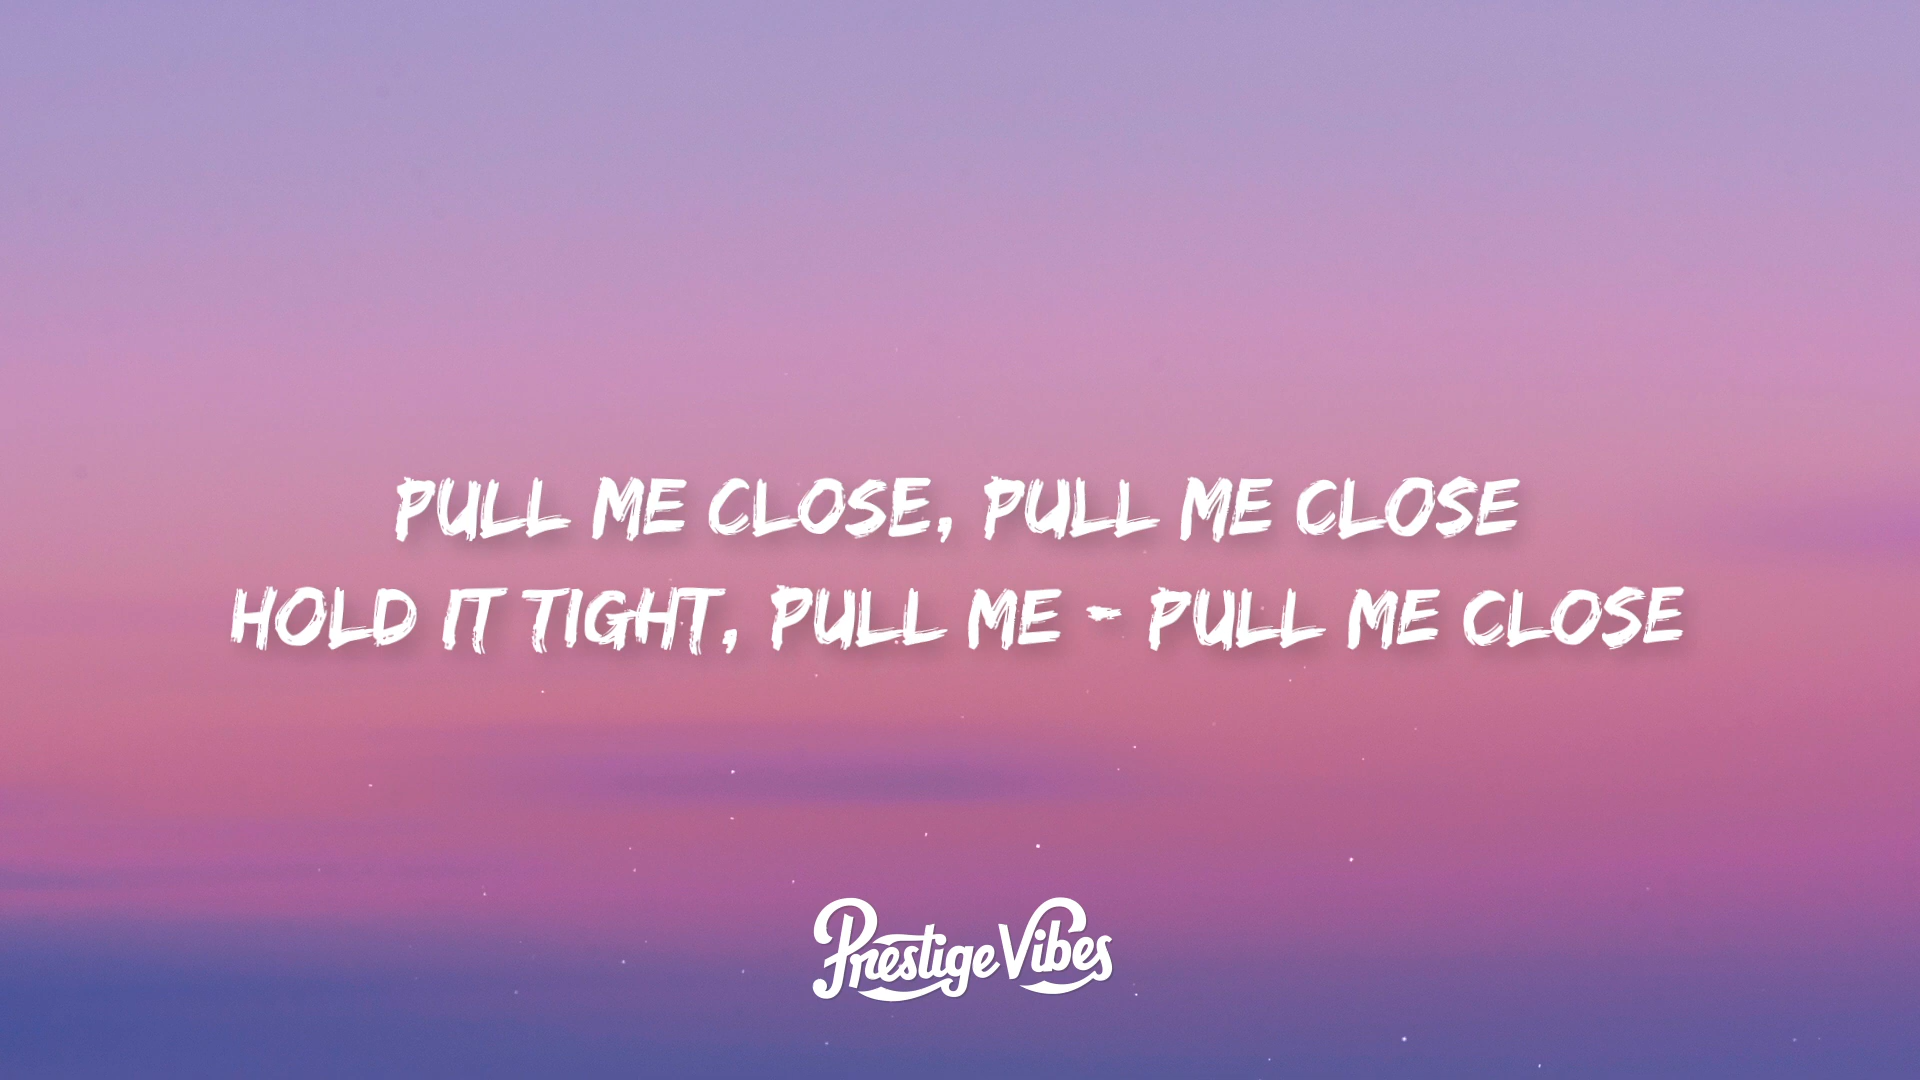 PULL ME CLOSE, PULL ME CLOSE
HOLD IT TIGHT, PULL ME - PULL ME CLOSE
Prestige Vibes